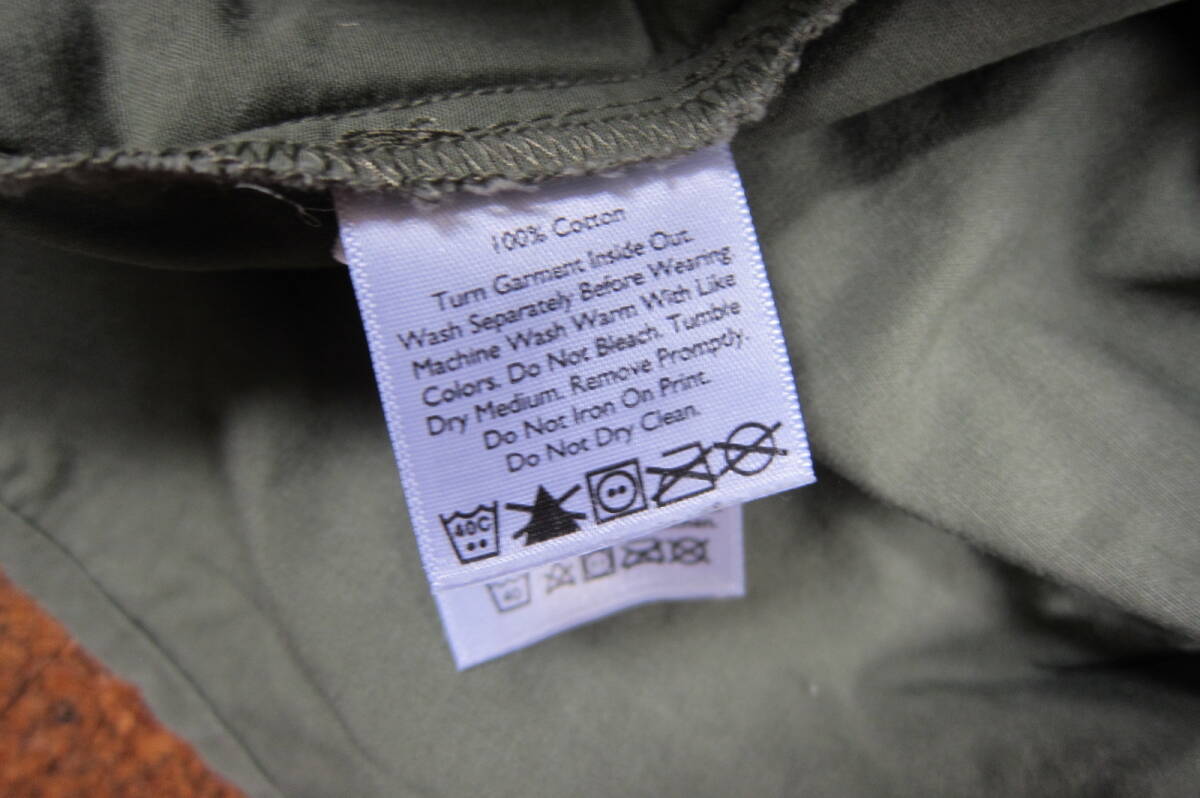 100% Cotton
Turn Garment Inside Out.
Wash Separately Before Wearing.
Machine Wash Warm With Like
Colors. Do Not Bleach. Tumble
Dry Medium. Remove Promptly.
Do Not Iron On Print.
Do Not Dry Clean.
40C
40